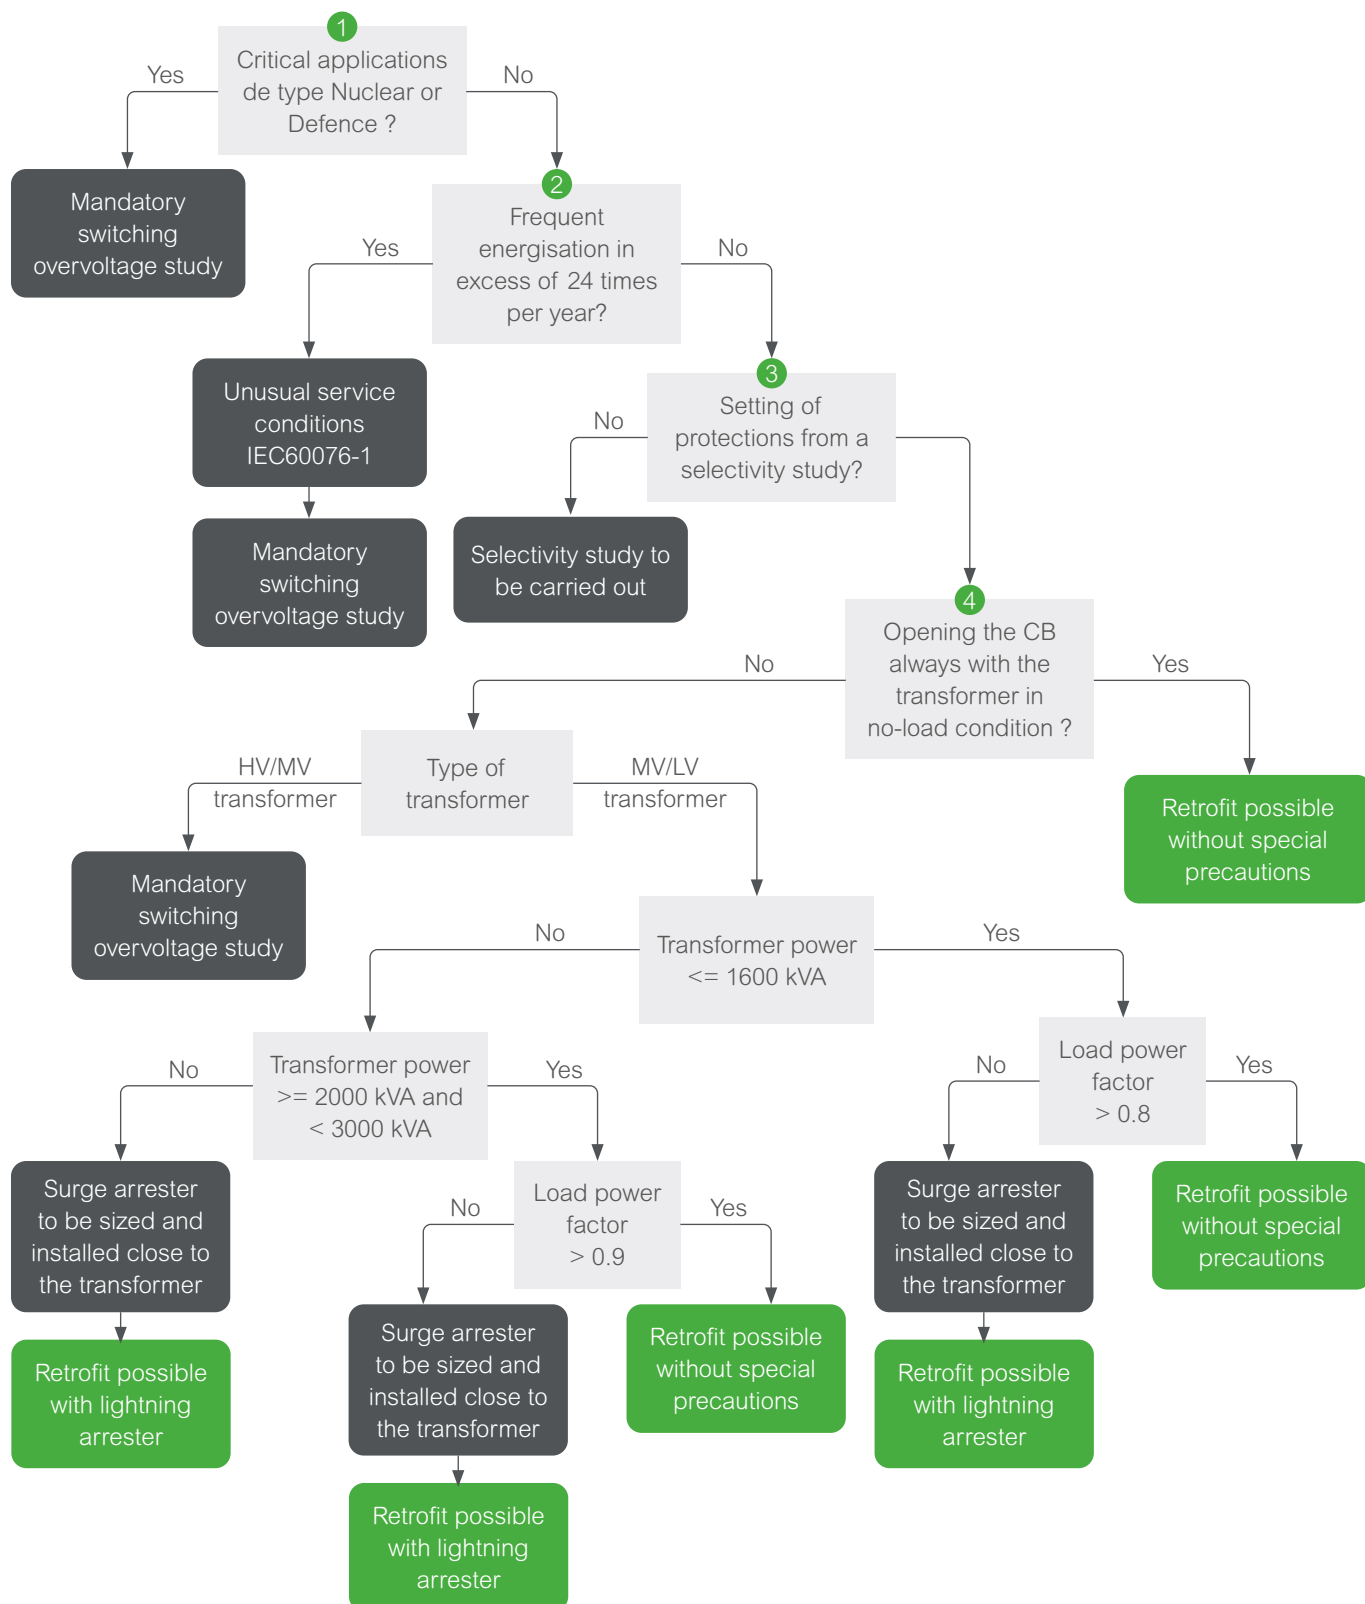 1
Critical applications
de type Nuclear or
Defence ?
Yes
No
Mandatory
switching
overvoltage study
2
Frequent
energisation in
excess of 24 times
per year?
Yes
No
Unusual service
conditions
IEC60076-1
Mandatory
switching
overvoltage study
3
Setting of
protections from a
selectivity study?
No
Selectivity study to
be carried out
4
Opening the CB
always with the
transformer in
no-load condition ?
No
Yes
Retrofit possible
without special
precautions
Type of
transformer
HV/MV
transformer
MV/LV
transformer
Mandatory
switching
overvoltage study
Transformer power
<= 1600 kVA
No
Yes
Transformer power
>= 2000 kVA and
< 3000 kVA
No
Yes
Load power
factor
> 0.8
No
Yes
Surge arrester
to be sized and
installed close to
the transformer
Retrofit possible
with lightning
arrester
Load power
factor
> 0.9
No
Yes
Surge arrester
to be sized and
installed close to
the transformer
Retrofit possible
with lightning
arrester
Retrofit possible
without special
precautions
Surge arrester
to be sized and
installed close to
the transformer
Retrofit possible
with lightning
arrester
Retrofit possible
without special
precautions